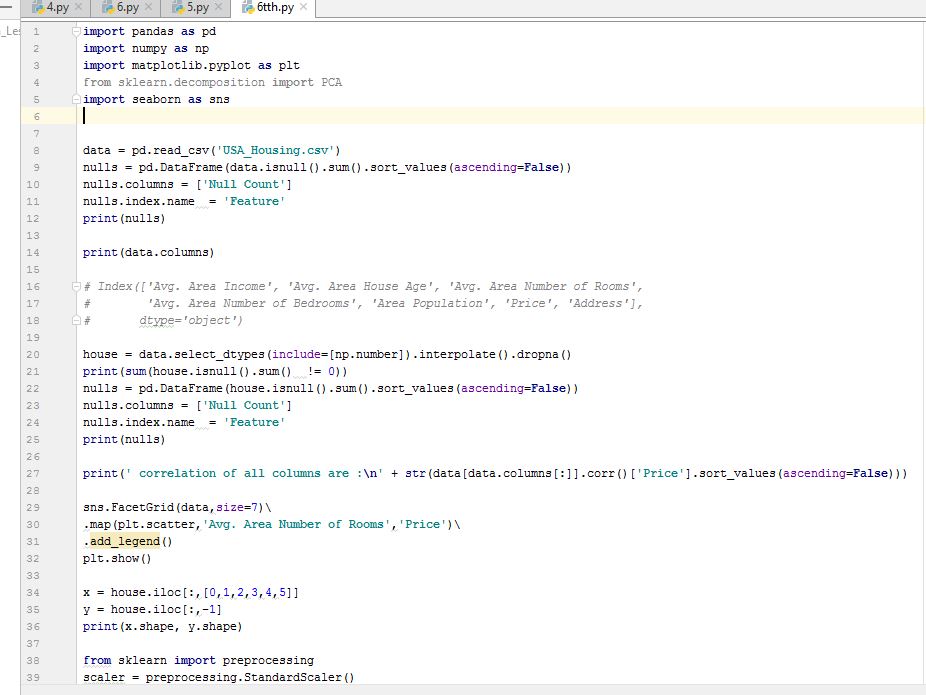 4.py 6.py 5.py 6tth.py
_Les
1 import pandas as pd
2 import numpy as np
3 import matplotlib.pyplot as plt
4 from sklearn.decomposition import PCA
5 import seaborn as sns
6
7
8 data = pd.read_csv('USA_Housing.csv')
9 nulls = pd.DataFrame(data.isnull().sum().sort_values(ascending=False))
10 nulls.columns = ['Null Count']
11 nulls.index.name  = 'Feature'
12 print(nulls)
13
14 print(data.columns)
15
16 # Index(['Avg. Area Income', 'Avg. Area House Age', 'Avg. Area Number of Rooms',
17 #        'Avg. Area Number of Bedrooms', 'Area Population', 'Price', 'Address'],
18 #       dtype='object')
19
20 house = data.select_dtypes(include=[np.number]).interpolate().dropna()
21 print(sum(house.isnull().sum()  != 0))
22 nulls = pd.DataFrame(house.isnull().sum().sort_values(ascending=False))
23 nulls.columns = ['Null Count']
24 nulls.index.name  = 'Feature'
25 print(nulls)
26
27 print(' correlation of all columns are :\n' + str(data[data.columns[:]].corr()['Price'].sort_values(ascending=False)))
28
29 sns.FacetGrid(data,size=7)\
30 .map(plt.scatter,'Avg. Area Number of Rooms','Price')\
31 .add_legend()
32 plt.show()
33
34 x = house.iloc[:,[0,1,2,3,4,5]]
35 y = house.iloc[:,-1]
36 print(x.shape, y.shape)
37
38 from sklearn import preprocessing
39 scaler = preprocessing.StandardScaler()